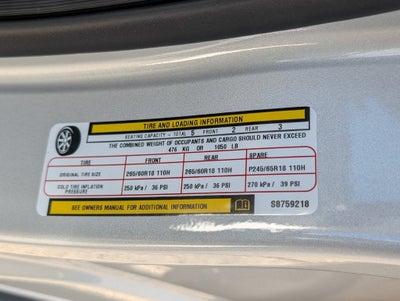 TIRE AND LOADING INFORMATION
SEATING CAPACITY - TOTAL 5 FRONT 2 REAR 3
THE COMBINED WEIGHT OF OCCUPANTS AND CARGO SHOULD NEVER EXCEED
476 KG OR 1050 LB
TIRE FRONT REAR SPARE
ORIGINAL TIRE SIZE 265/60R18 110H 265/60R18 110H P245/65R18 110H
COLD TIRE INFLATION PRESSURE 250 kPa / 36 PSI 250 kPa / 36 PSI 270 kPa / 39 PSI
SEE OWNERS MANUAL FOR ADDITIONAL INFORMATION S8759218